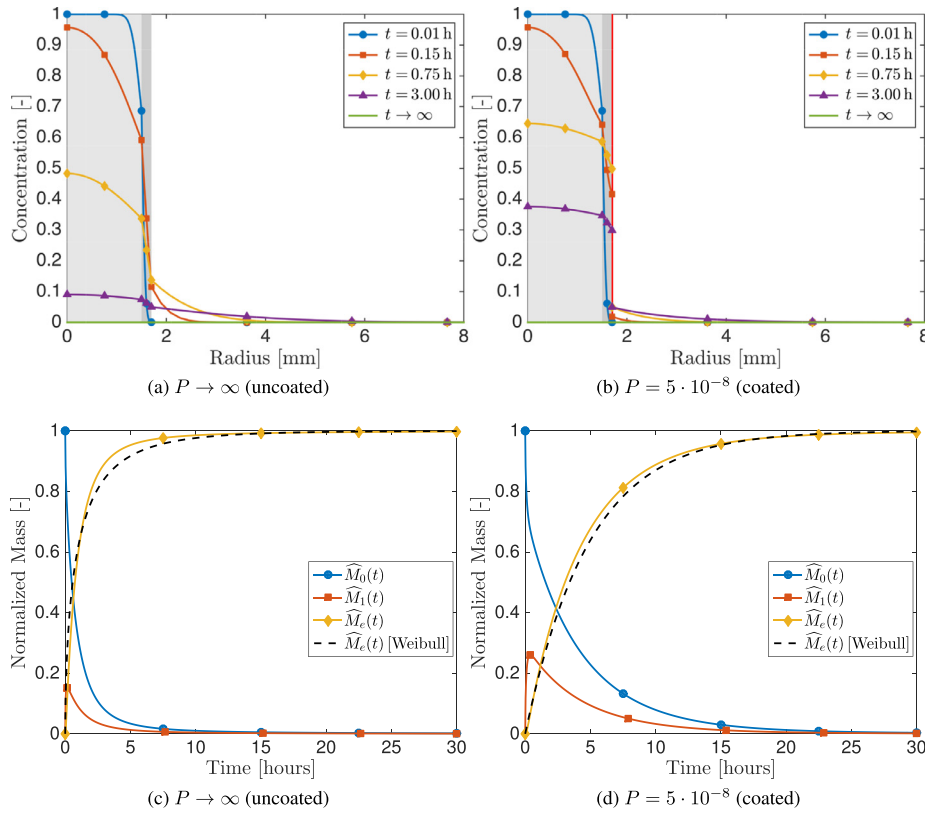 Concentration [-]
1
0.9
0.8
0.7
0.6
0.5
0.4
0.3
0.2
0.1
0
0 2 4 6 8
Radius [mm]
t = 0.01 h
t = 0.15 h
t = 0.75 h
t = 3.00 h
t → ∞
(a) P → ∞ (uncoated)
Concentration [-]
1
0.9
0.8
0.7
0.6
0.5
0.4
0.3
0.2
0.1
0
0 2 4 6 8
Radius [mm]
t = 0.01 h
t = 0.15 h
t = 0.75 h
t = 3.00 h
t → ∞
(b) P = 5 · 10⁻⁸ (coated)
Normalized Mass [-]
1
0.8
0.6
0.4
0.2
0
0 5 10 15 20 25 30
Time [hours]
M̂₀(t)
M̂₁(t)
M̂ₑ(t)
M̂ₑ(t) [Weibull]
(c) P → ∞ (uncoated)
Normalized Mass [-]
1
0.8
0.6
0.4
0.2
0
0 5 10 15 20 25 30
Time [hours]
M̂₀(t)
M̂₁(t)
M̂ₑ(t)
M̂ₑ(t) [Weibull]
(d) P = 5 · 10⁻⁸ (coated)